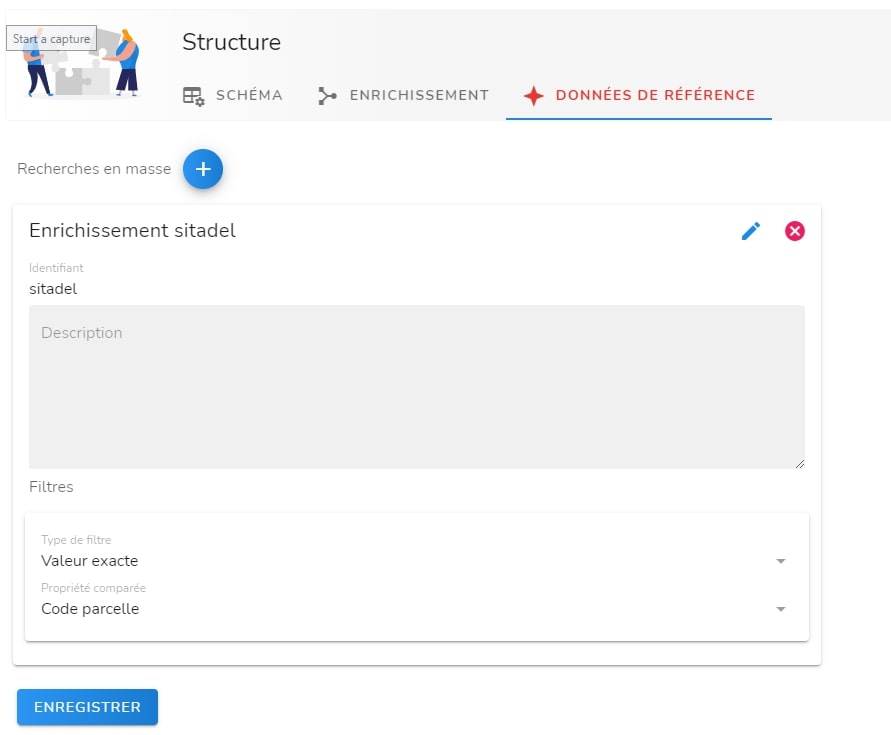 Start a capture
Structure
SCHÉMA
ENRICHISSEMENT
DONNÉES DE RÉFÉRENCE
Recherches en masse
Enrichissement sitadel
Identifiant
sitadel
Description
Filtres
Type de filtre
Valeur exacte
Propriété comparée
Code parcelle
ENREGISTRER